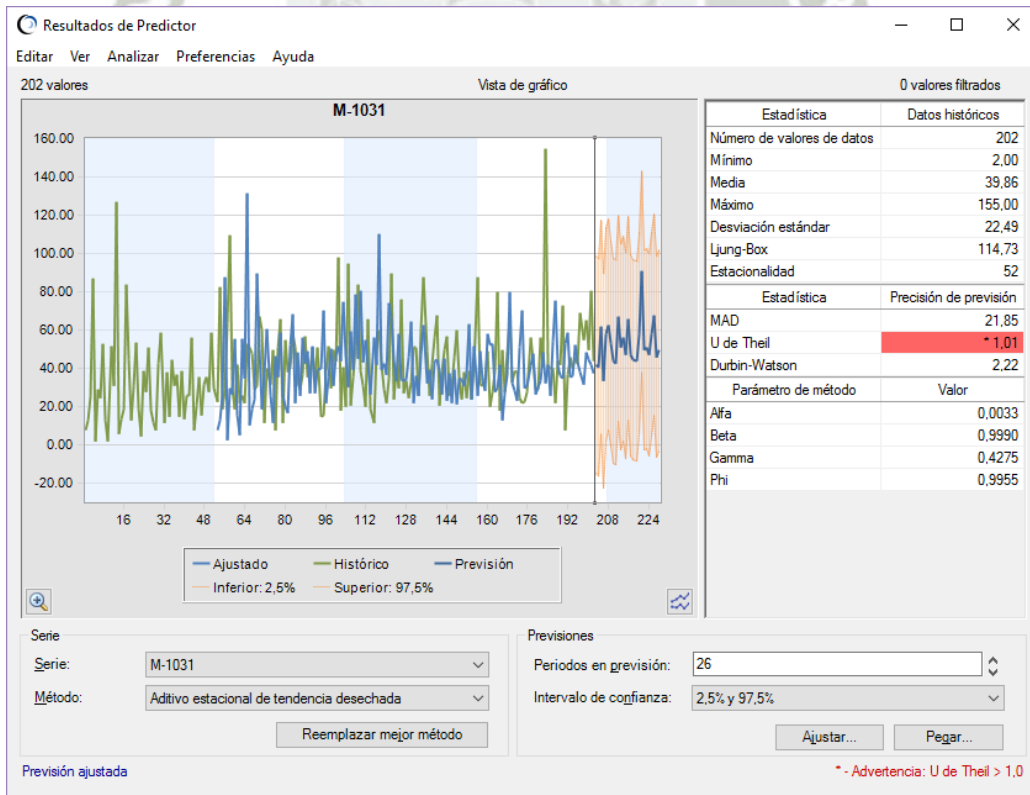 Resultados de Predictor
Editar Ver Analizar Preferencias Ayuda
202 valores Vista de gráfico 0 valores filtrados
M-1031
160.00
140.00
120.00
100.00
80.00
60.00
40.00
20.00
0.00
-20.00
16 32 48 64 80 96 112 128 144 160 176 192 208 224
Ajustado Histórico Previsión
Inferior: 2,5% Superior: 97,5%
Estadística Datos históricos
Número de valores de datos 202
Mínimo 2,00
Media 39,86
Máximo 155,00
Desviación estándar 22,49
Ljung-Box 114,73
Estacionalidad 52
Estadística Precisión de previsión
MAD 21,85
U de Theil * 1,01
Durbin-Watson 2,22
Parámetro de método Valor
Alfa 0,0033
Beta 0,9990
Gamma 0,4275
Phi 0,9955
Serie
Serie: M-1031
Método: Aditivo estacional de tendencia desechada
Reemplazar mejor método
Previsiones
Periodos en previsión: 26
Intervalo de confianza: 2,5% y 97,5%
Ajustar... Pegar...
Previsión ajustada * - Advertencia: U de Theil > 1,0